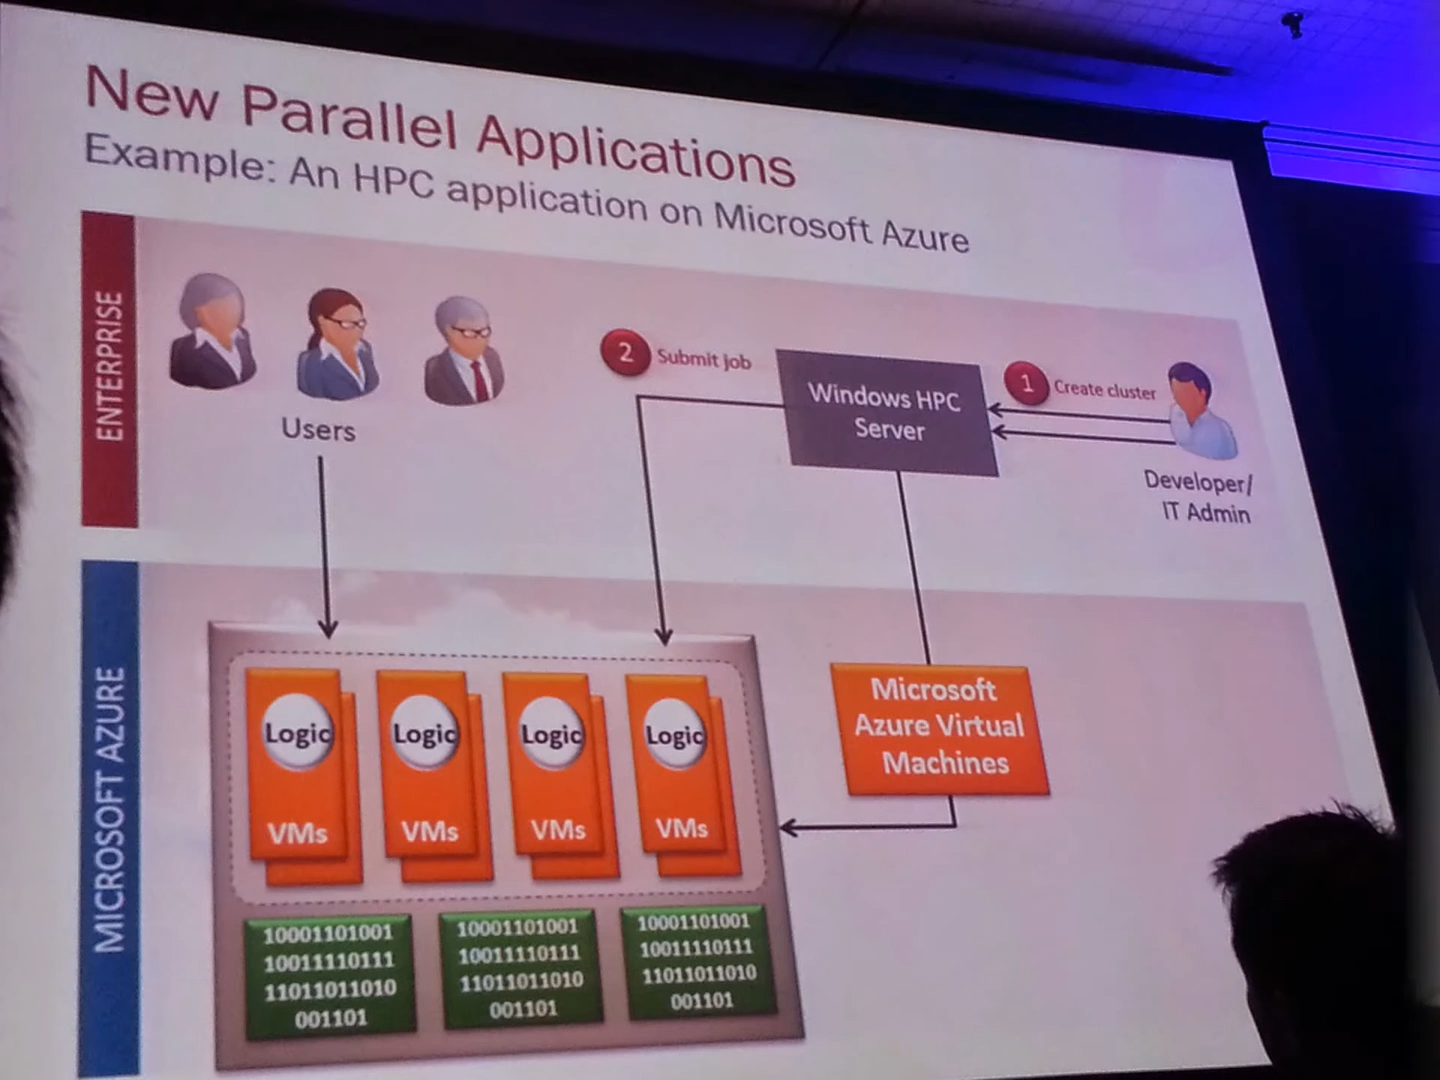 New Parallel Applications
Example: An HPC application on Microsoft Azure
ENTERPRISE
Users
2 Submit job
Windows HPC
Server
1 Create cluster
Developer/
IT Admin
MICROSOFT AZURE
Logic
VMs
Logic
VMs
Logic
VMs
Logic
VMs
Microsoft
Azure Virtual
Machines
10001101001
10011110111
11011011010
001101
10001101001
10011110111
11011011010
001101
10001101001
10011110111
11011011010
001101